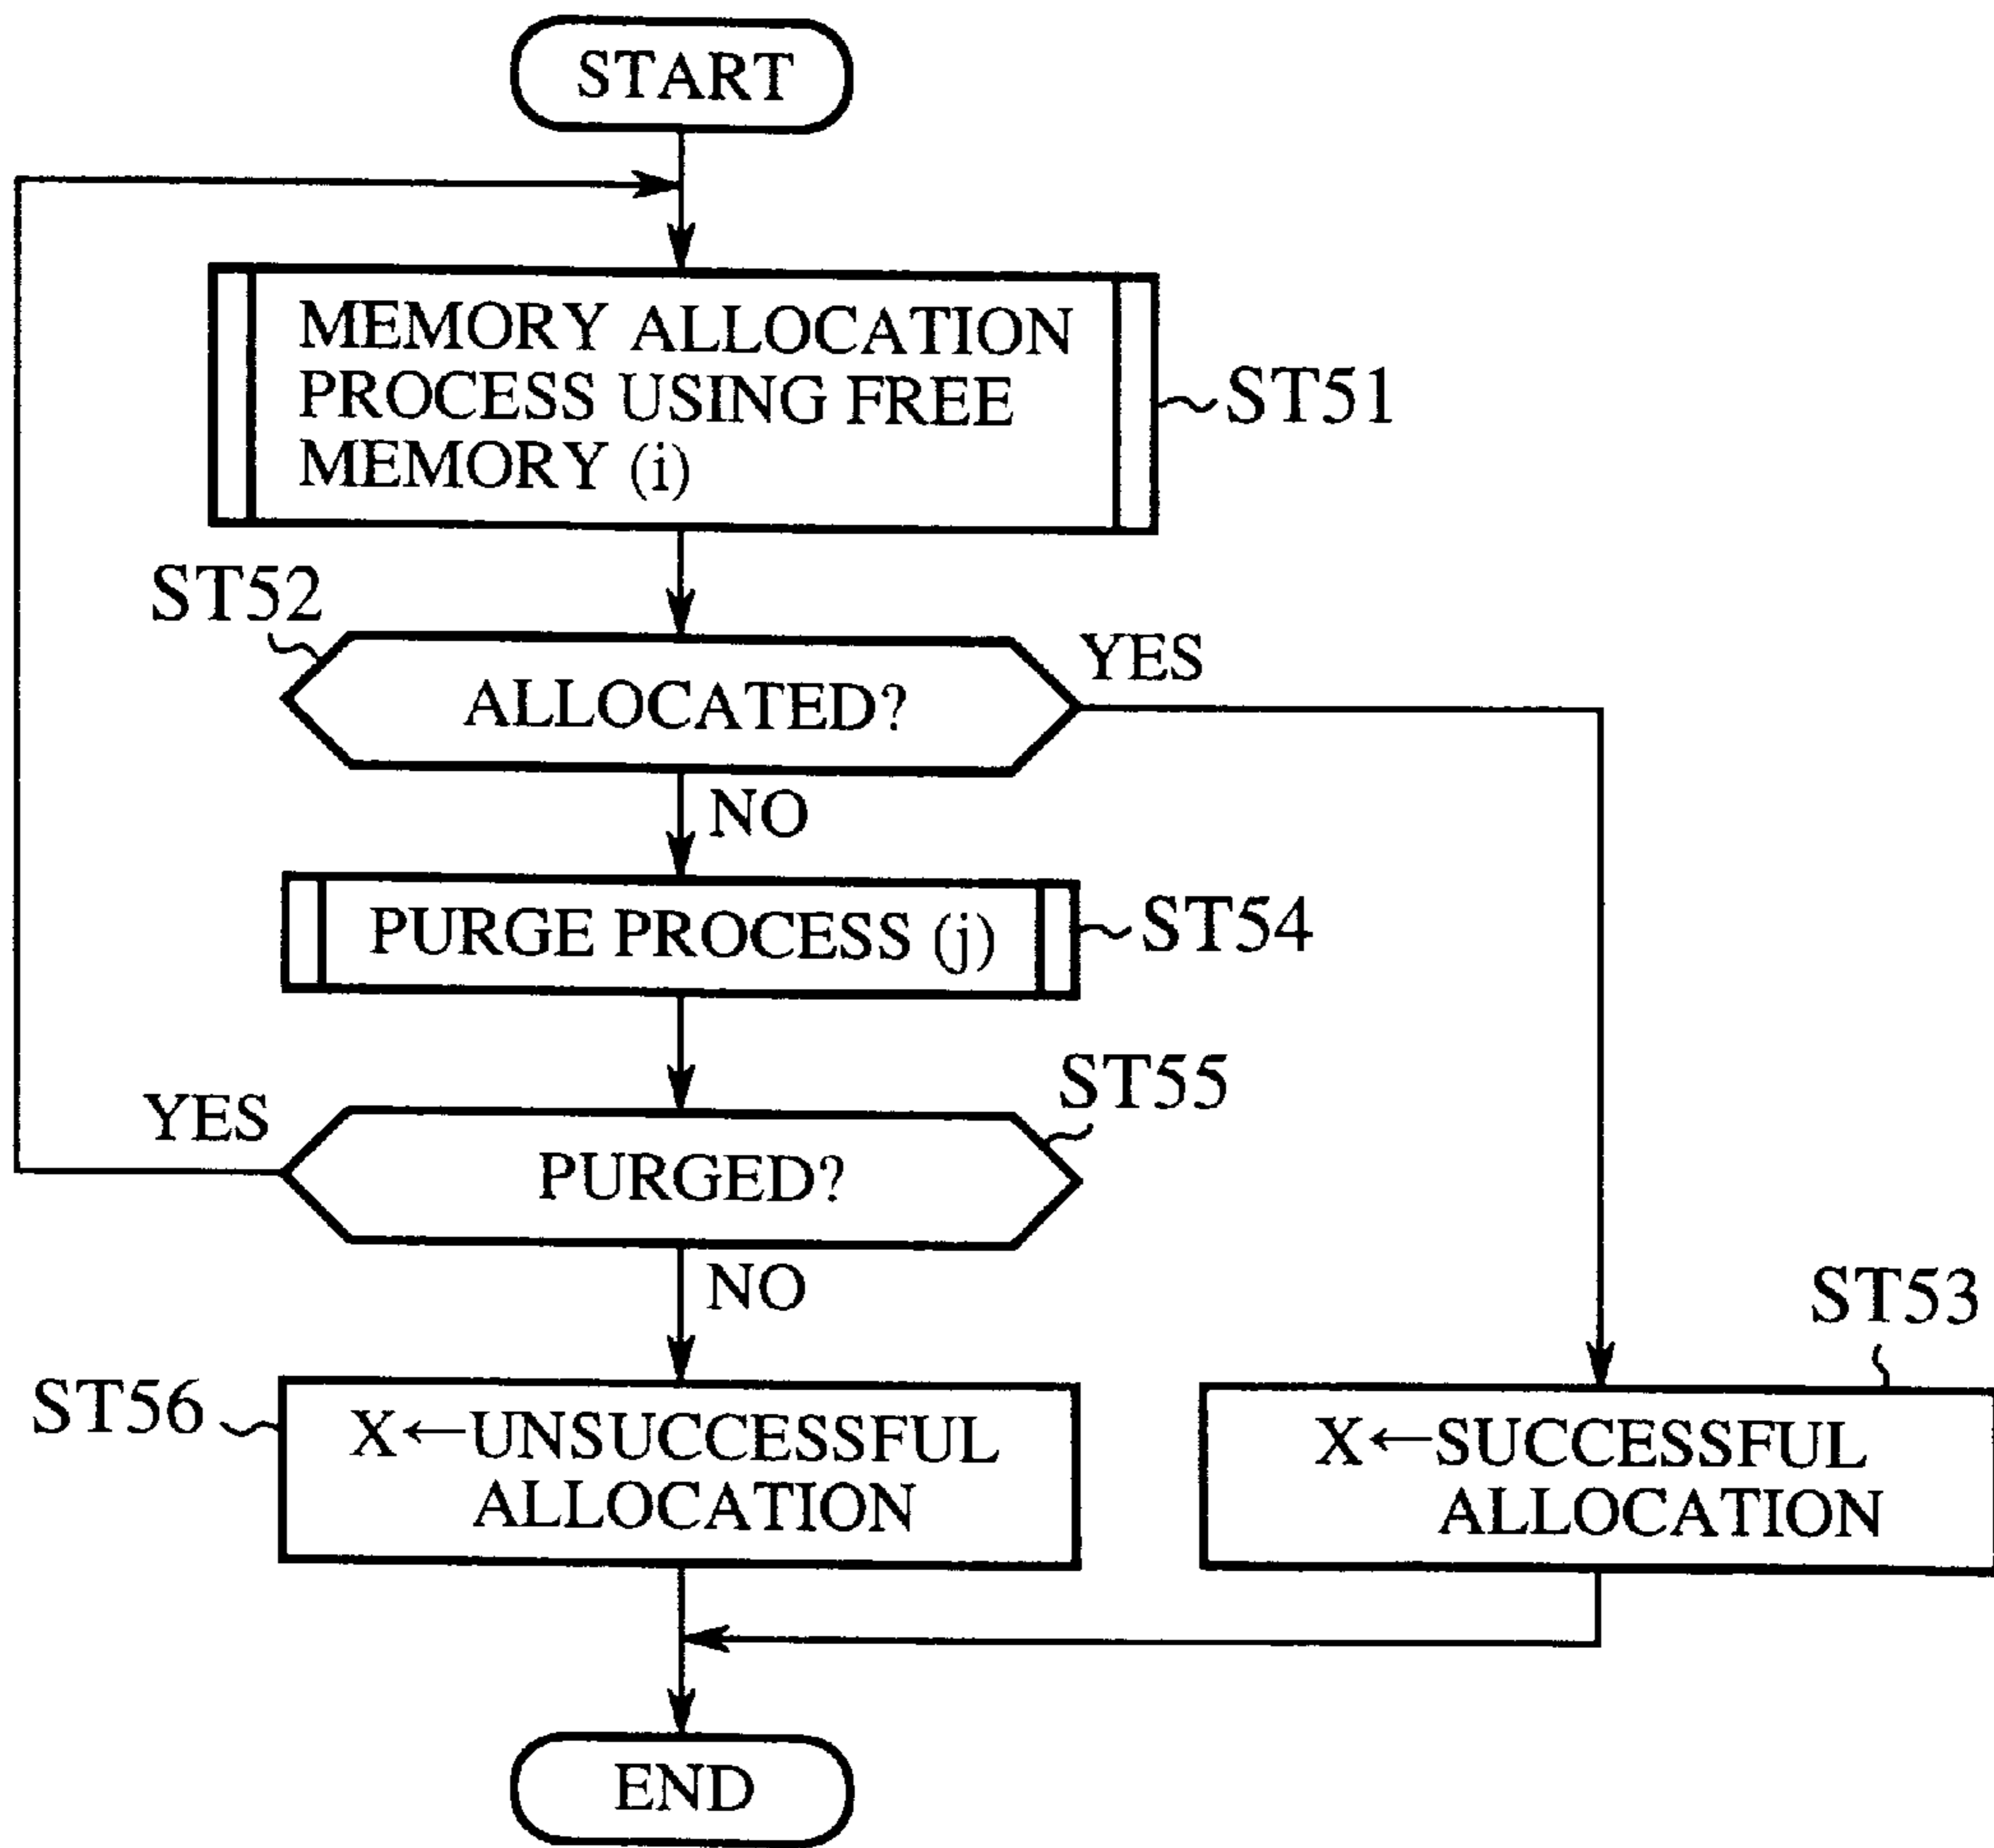 START
MEMORY ALLOCATION
PROCESS USING FREE
MEMORY (i)
ST51
ST52
ALLOCATED?
YES
NO
PURGE PROCESS (j)
ST54
ST55
YES
PURGED?
NO
ST53
ST56
X←UNSUCCESSFUL
ALLOCATION
X←SUCCESSFUL
ALLOCATION
END